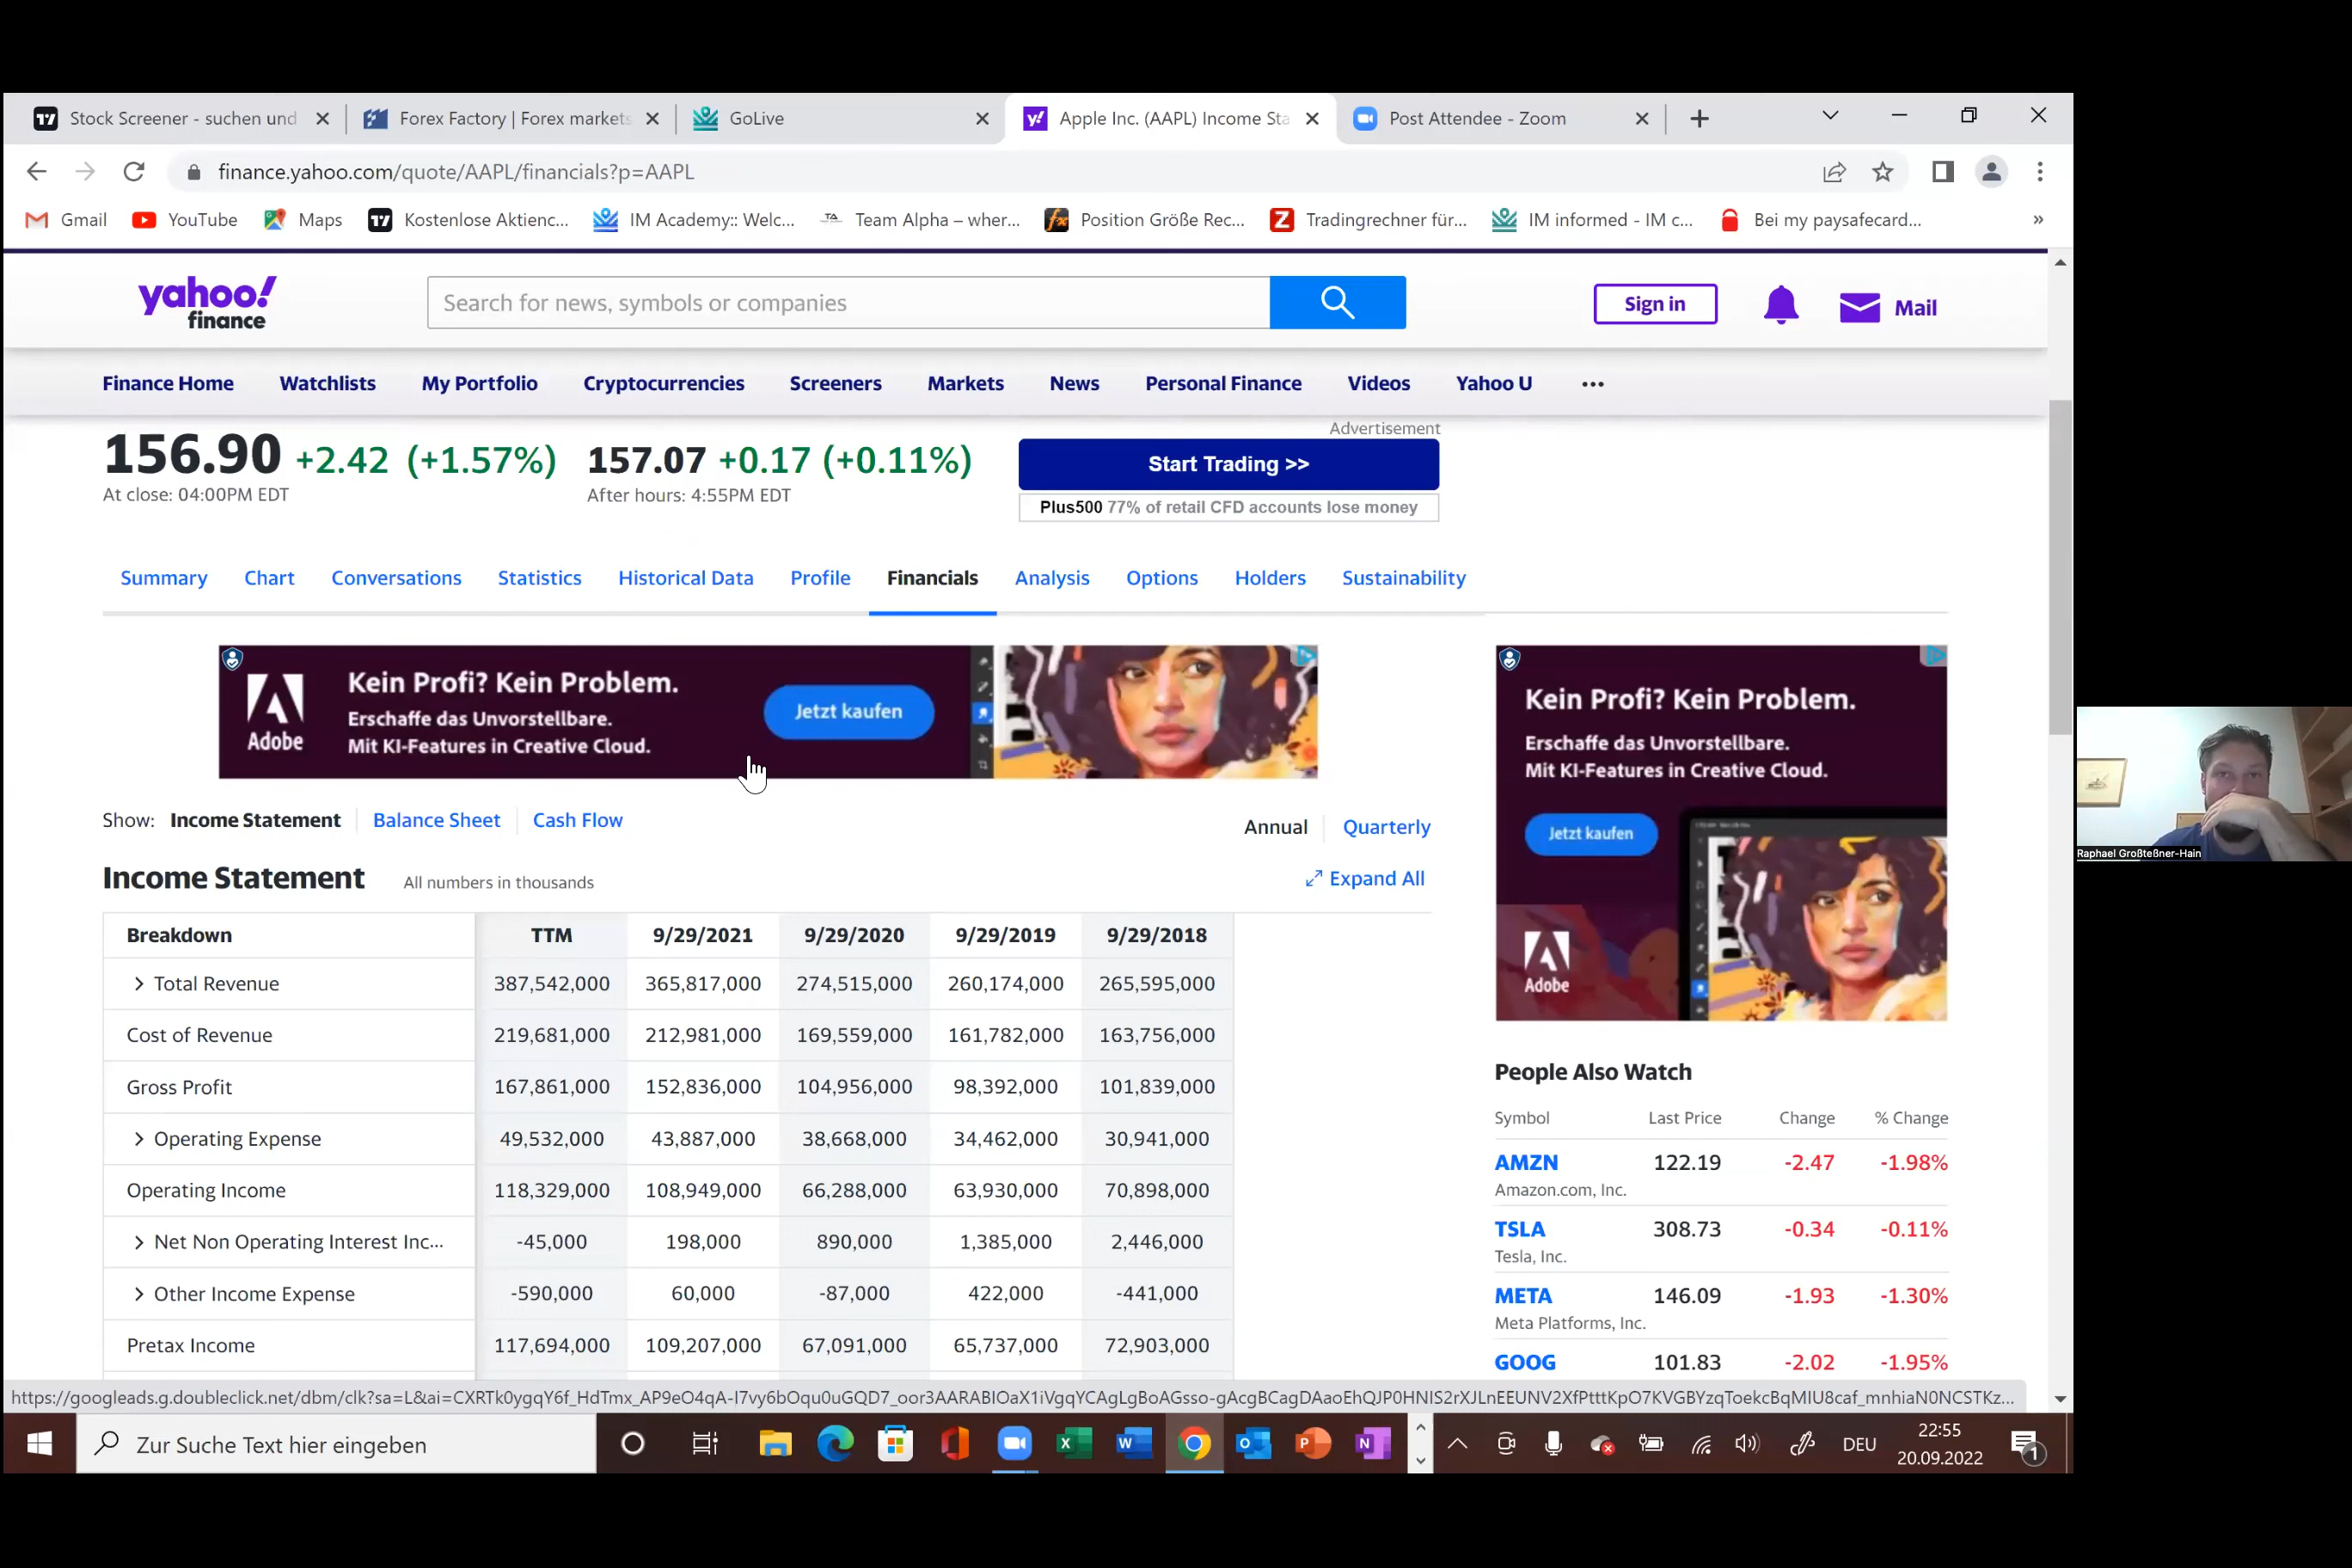 Stock Screener - suchen und
Forex Factory | Forex markets
GoLive
Apple Inc. (AAPL) Income Sta
Post Attendee - Zoom
finance.yahoo.com/quote/AAPL/financials?p=AAPL
Gmail
YouTube
Maps
Kostenlose Aktienc...
IM Academy:: Welc...
Team Alpha – wher...
Position Größe Rec...
Tradingrechner für...
IM informed - IM c...
Bei my paysafecard...
»
yahoo!
finance
Search for news, symbols or companies
Sign in
Mail
Finance Home Watchlists My Portfolio Cryptocurrencies Screeners Markets News Personal Finance Videos Yahoo U ...
156.90 +2.42 (+1.57%)
At close: 04:00PM EDT
157.07 +0.17 (+0.11%)
After hours: 4:55PM EDT
Advertisement
Start Trading >>
Plus500 77% of retail CFD accounts lose money
Summary Chart Conversations Statistics Historical Data Profile Financials Analysis Options Holders Sustainability
Adobe
Kein Profi? Kein Problem.
Erschaffe das Unvorstellbare.
Mit KI-Features in Creative Cloud.
Jetzt kaufen
Kein Profi? Kein Problem.
Erschaffe das Unvorstellbare.
Mit KI-Features in Creative Cloud.
Jetzt kaufen
Adobe
Show: Income Statement Balance Sheet Cash Flow
Annual Quarterly
Income Statement All numbers in thousands
Expand All
Breakdown TTM 9/29/2021 9/29/2020 9/29/2019 9/29/2018
Total Revenue 387,542,000 365,817,000 274,515,000 260,174,000 265,595,000
Cost of Revenue 219,681,000 212,981,000 169,559,000 161,782,000 163,756,000
Gross Profit 167,861,000 152,836,000 104,956,000 98,392,000 101,839,000
Operating Expense 49,532,000 43,887,000 38,668,000 34,462,000 30,941,000
Operating Income 118,329,000 108,949,000 66,288,000 63,930,000 70,898,000
Net Non Operating Interest Inc... -45,000 198,000 890,000 1,385,000 2,446,000
Other Income Expense -590,000 60,000 -87,000 422,000 -441,000
Pretax Income 117,694,000 109,207,000 67,091,000 65,737,000 72,903,000
People Also Watch
Symbol Last Price Change % Change
AMZN 122.19 -2.47 -1.98%
Amazon.com, Inc.
TSLA 308.73 -0.34 -0.11%
Tesla, Inc.
META 146.09 -1.93 -1.30%
Meta Platforms, Inc.
GOOG 101.83 -2.02 -1.95%
Raphael Großteßner-Hain
Zur Suche Text hier eingeben
DEU
22:55
20.09.2022
1